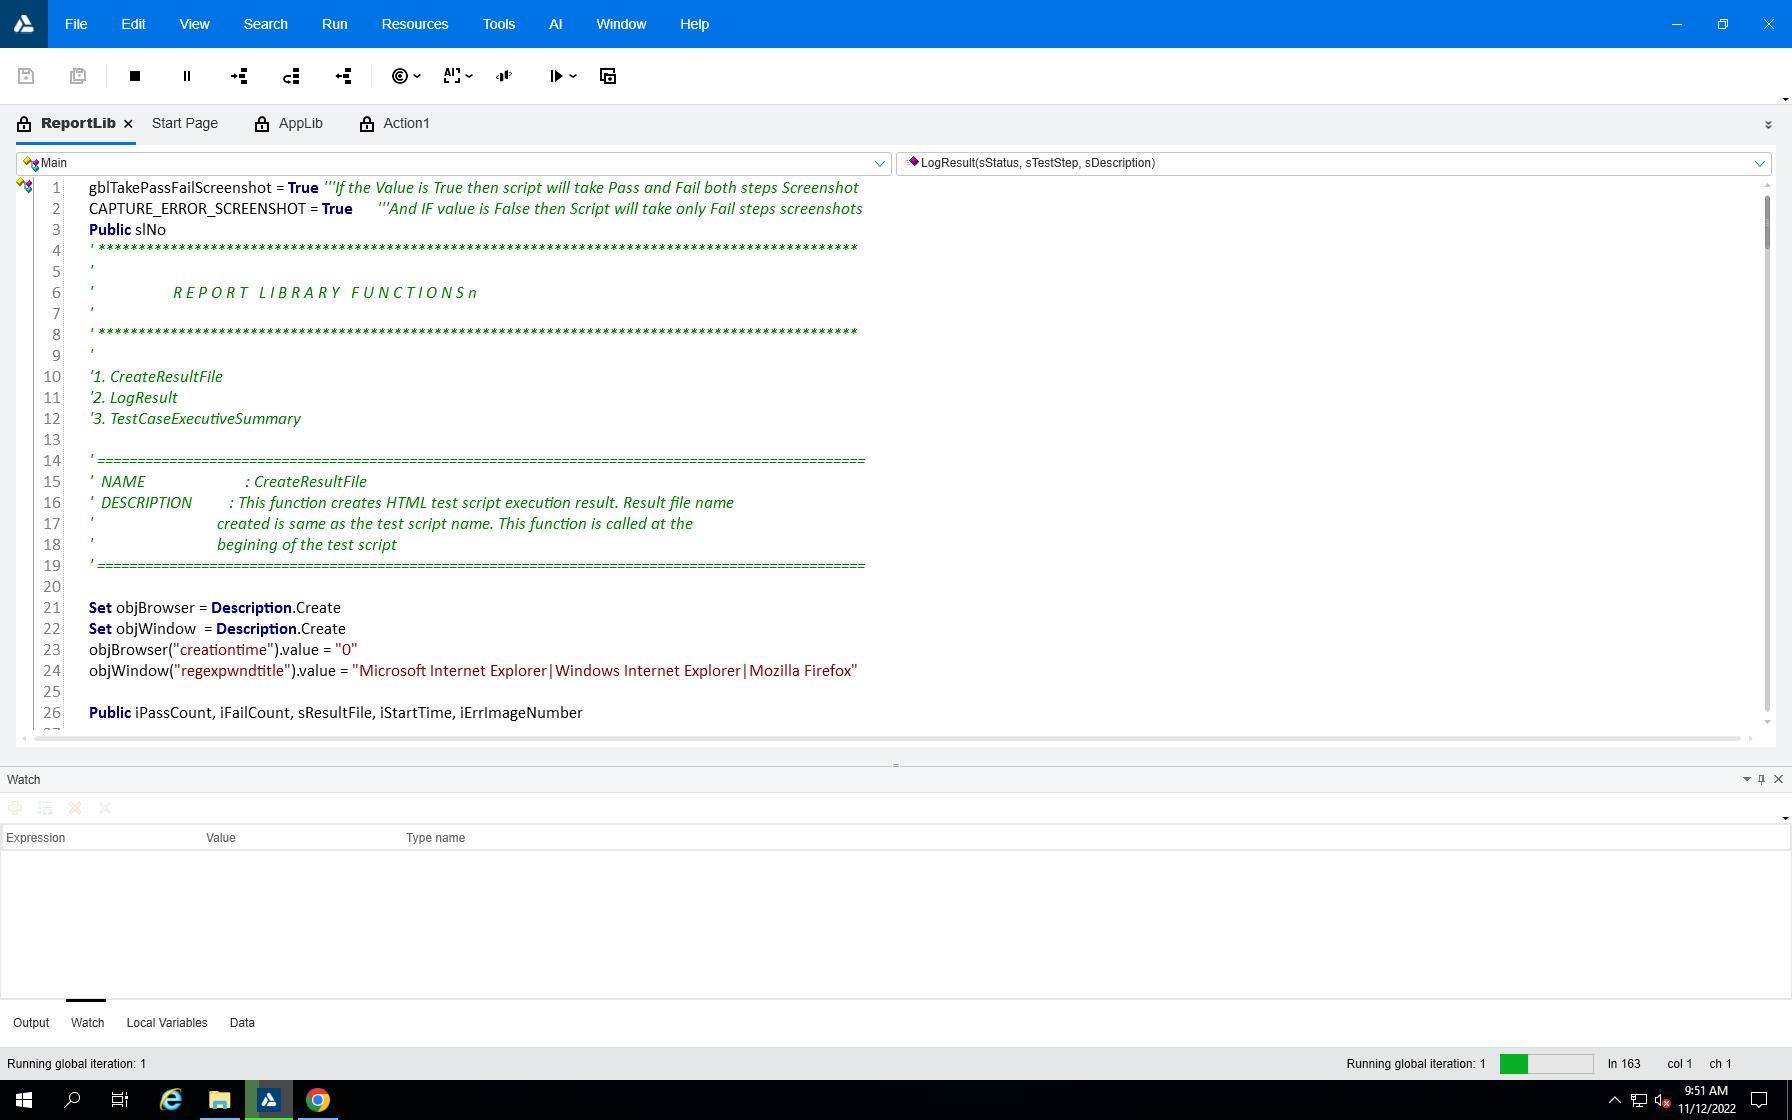 File Edit View Search Run Resources Tools AI Window Help
ReportLib Start Page AppLib Action1
Main LogResult(sStatus, sTestStep, sDescription)
1 gblTakePassFailScreenshot = True '''If the Value is True then script will take Pass and Fail both steps Screenshot
2 CAPTURE_ERROR_SCREENSHOT = True '''And IF value is False then Script will take only Fail steps screenshots
3 Public slNo
4 ' ***********************************************************************************************
5 '
6 ' R E P O R T L I B R A R Y F U N C T I O N S n
7 '
8 ' ***********************************************************************************************
9 '
10 '1. CreateResultFile
11 '2. LogResult
12 '3. TestCaseExecutiveSummary
13
14 ' ================================================================================================
15 ' NAME : CreateResultFile
16 ' DESCRIPTION : This function creates HTML test script execution result. Result file name
17 ' created is same as the test script name. This function is called at the
18 ' begining of the test script
19 ' ================================================================================================
20
21 Set objBrowser = Description.Create
22 Set objWindow = Description.Create
23 objBrowser("creationtime").value = "0"
24 objWindow("regexpwndtitle").value = "Microsoft Internet Explorer|Windows Internet Explorer|Mozilla Firefox"
25
26 Public iPassCount, iFailCount, sResultFile, iStartTime, iErrImageNumber
Watch
Expression Value Type name
Output Watch Local Variables Data
Running global iteration: 1 Running global iteration: 1 ln 163 col 1 ch 1
9:51 AM
11/12/2022